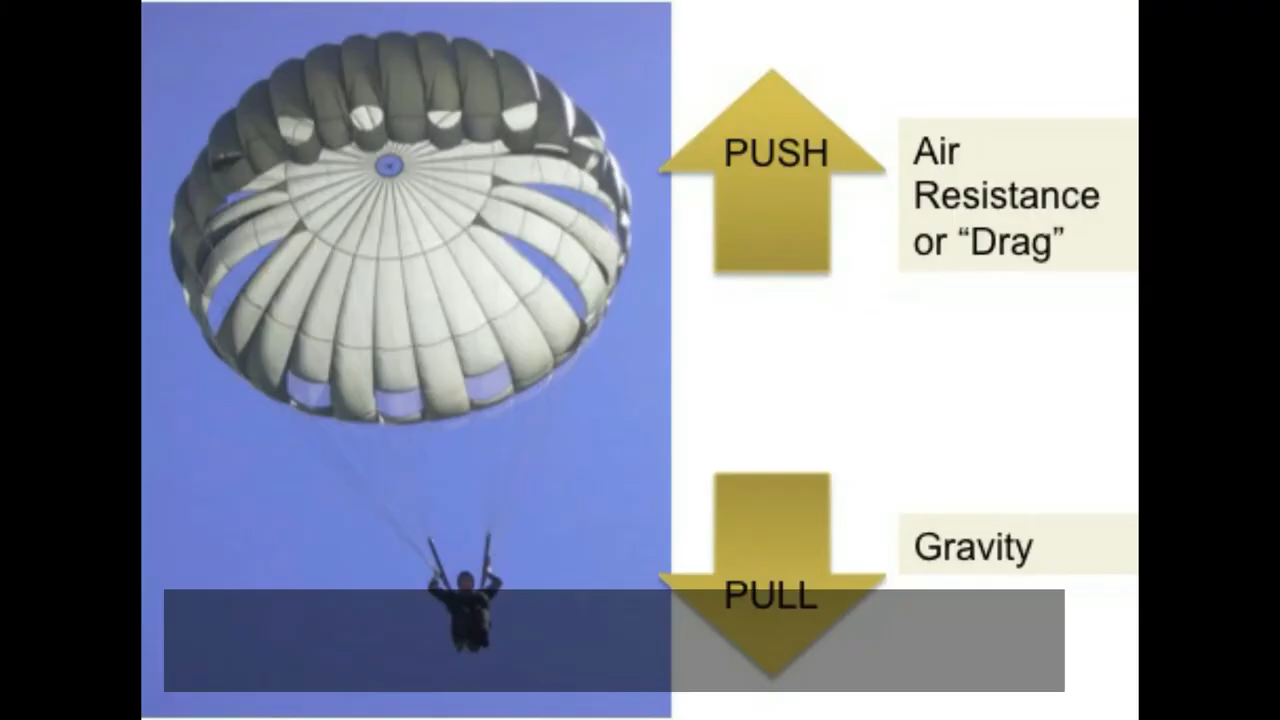 PUSH
Air
Resistance
or “Drag”
Gravity
PULL